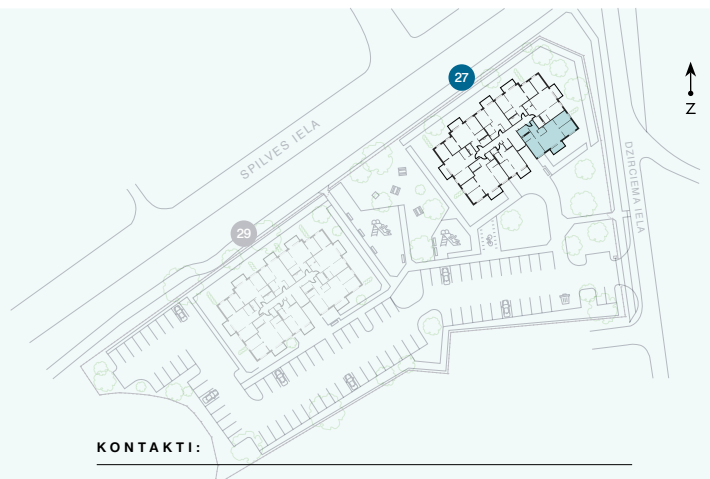 27
Z
SPILVES IELA
DZIRCIEMA IELA
29
KONTAKTI: